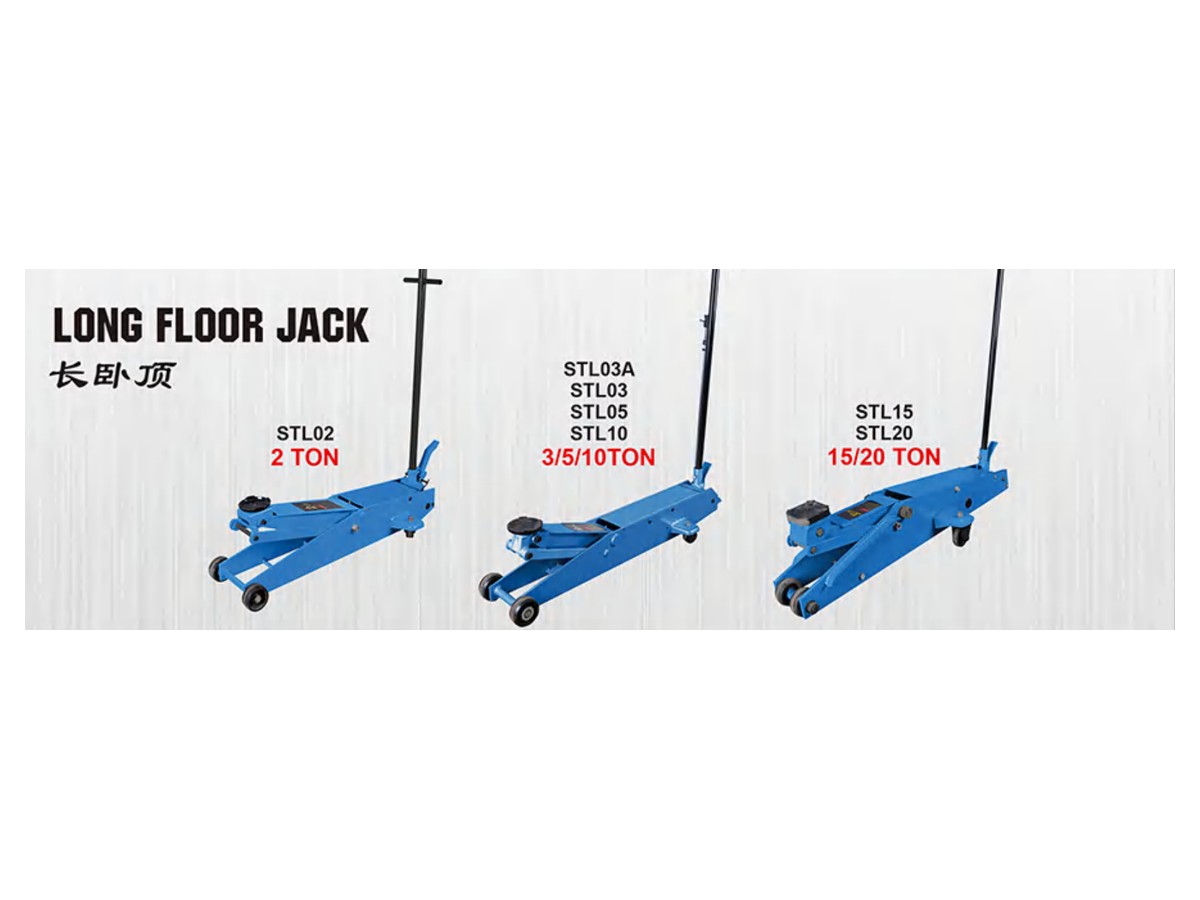 LONG FLOOR JACK
长卧顶
STL02
2 TON
STL03A
STL03
STL05
STL10
3/5/10TON
STL15
STL20
15/20 TON